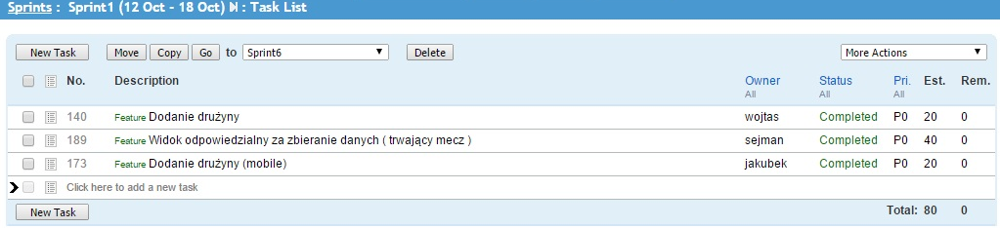 Sprints : Sprint1 (12 Oct - 18 Oct) : Task List
New Task Move Copy Go to Sprint6 Delete More Actions
No. Description Owner Status Pri. Est. Rem.
All All All
140 Feature Dodanie drużyny wojtas Completed P0 20 0
189 Feature Widok odpowiedzialny za zbieranie danych ( trwający mecz ) sejman Completed P0 40 0
173 Feature Dodanie drużyny (mobile) jakubek Completed P0 20 0
Click here to add a new task
New Task Total: 80 0